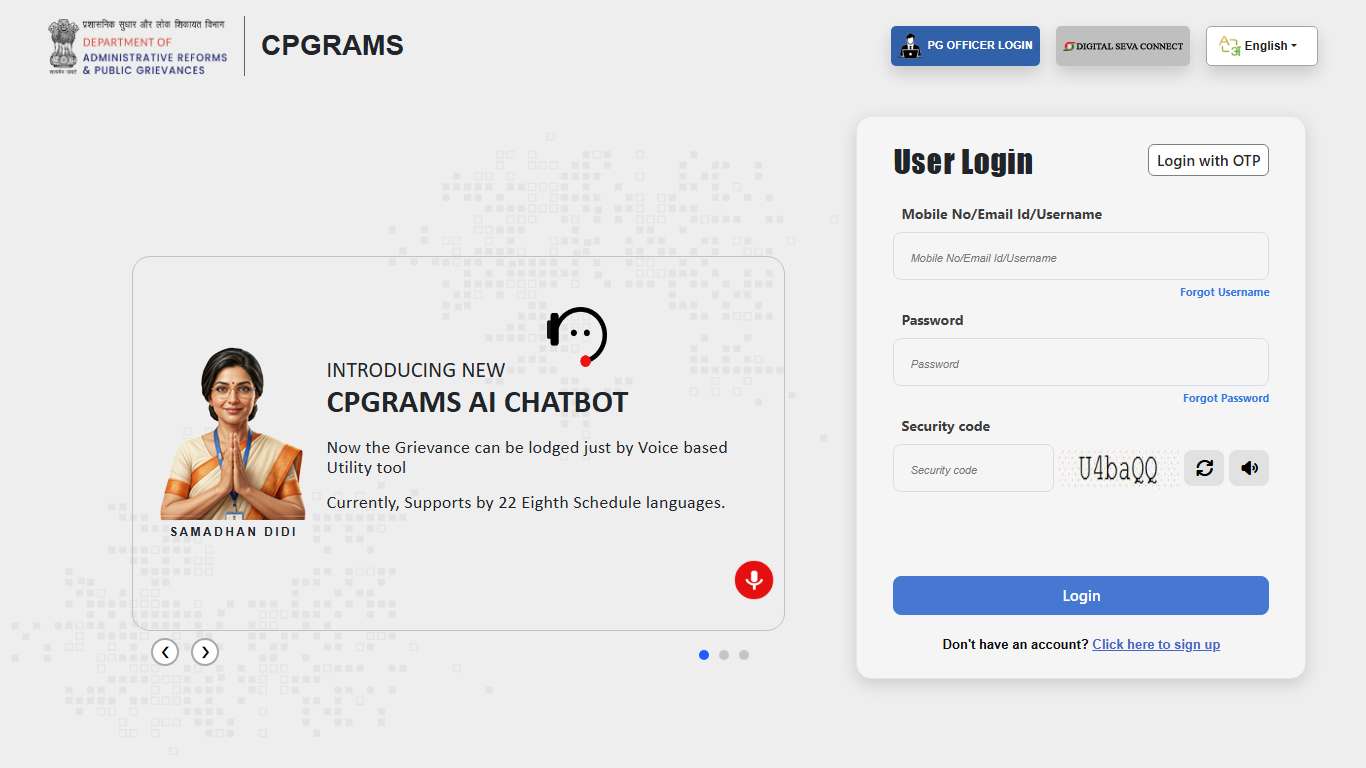 प्रशासनिक सुधार और लोक शिकायत विभाग
DEPARTMENT OF
ADMINISTRATIVE REFORMS
& PUBLIC GRIEVANCES
सत्यमेव जयते
CPGRAMS
PG OFFICER LOGIN
DIGITAL SEVA CONNECT
English
User Login
Login with OTP
Mobile No/Email Id/Username
Mobile No/Email Id/Username
Forgot Username
Password
Password
Forgot Password
Security code
Security code
U4baQQ
Login
Don't have an account? Click here to sign up
INTRODUCING NEW
CPGRAMS AI CHATBOT
Now the Grievance can be lodged just by Voice based
Utility tool
Currently, Supports by 22 Eighth Schedule languages.
SAMADHAN DIDI